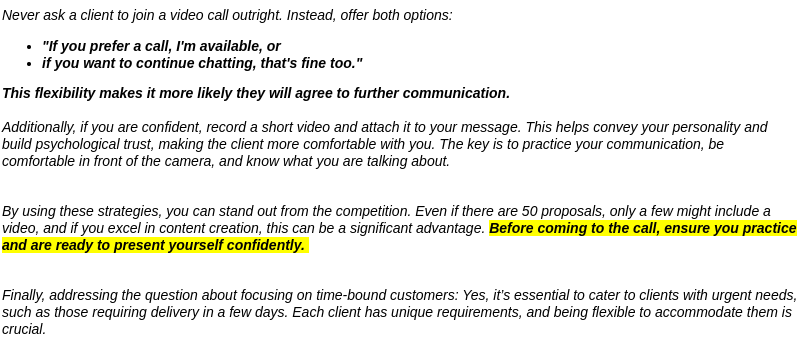 Never ask a client to join a video call outright. Instead, offer both options:
• "If you prefer a call, I'm available, or
• if you want to continue chatting, that's fine too."
This flexibility makes it more likely they will agree to further communication.
Additionally, if you are confident, record a short video and attach it to your message. This helps convey your personality and
build psychological trust, making the client more comfortable with you. The key is to practice your communication, be
comfortable in front of the camera, and know what you are talking about.
By using these strategies, you can stand out from the competition. Even if there are 50 proposals, only a few might include a
video, and if you excel in content creation, this can be a significant advantage. Before coming to the call, ensure you practice
and are ready to present yourself confidently.
Finally, addressing the question about focusing on time-bound customers: Yes, it's essential to cater to clients with urgent needs,
such as those requiring delivery in a few days. Each client has unique requirements, and being flexible to accommodate them is
crucial.